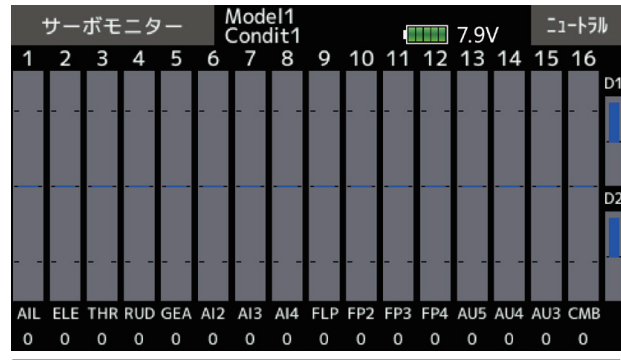 サーボモニター Model1 ニュートラル
Condit1 7.9V
1 2 3 4 5 6 7 8 9 10 11 12 13 14 15 16
D1
D2
AIL ELE THR RUD GEA AI2 AI3 AI4 FLP FP2 FP3 FP4 AU5 AU4 AU3 CMB
0 0 0 0 0 0 0 0 0 0 0 0 0 0 0 0